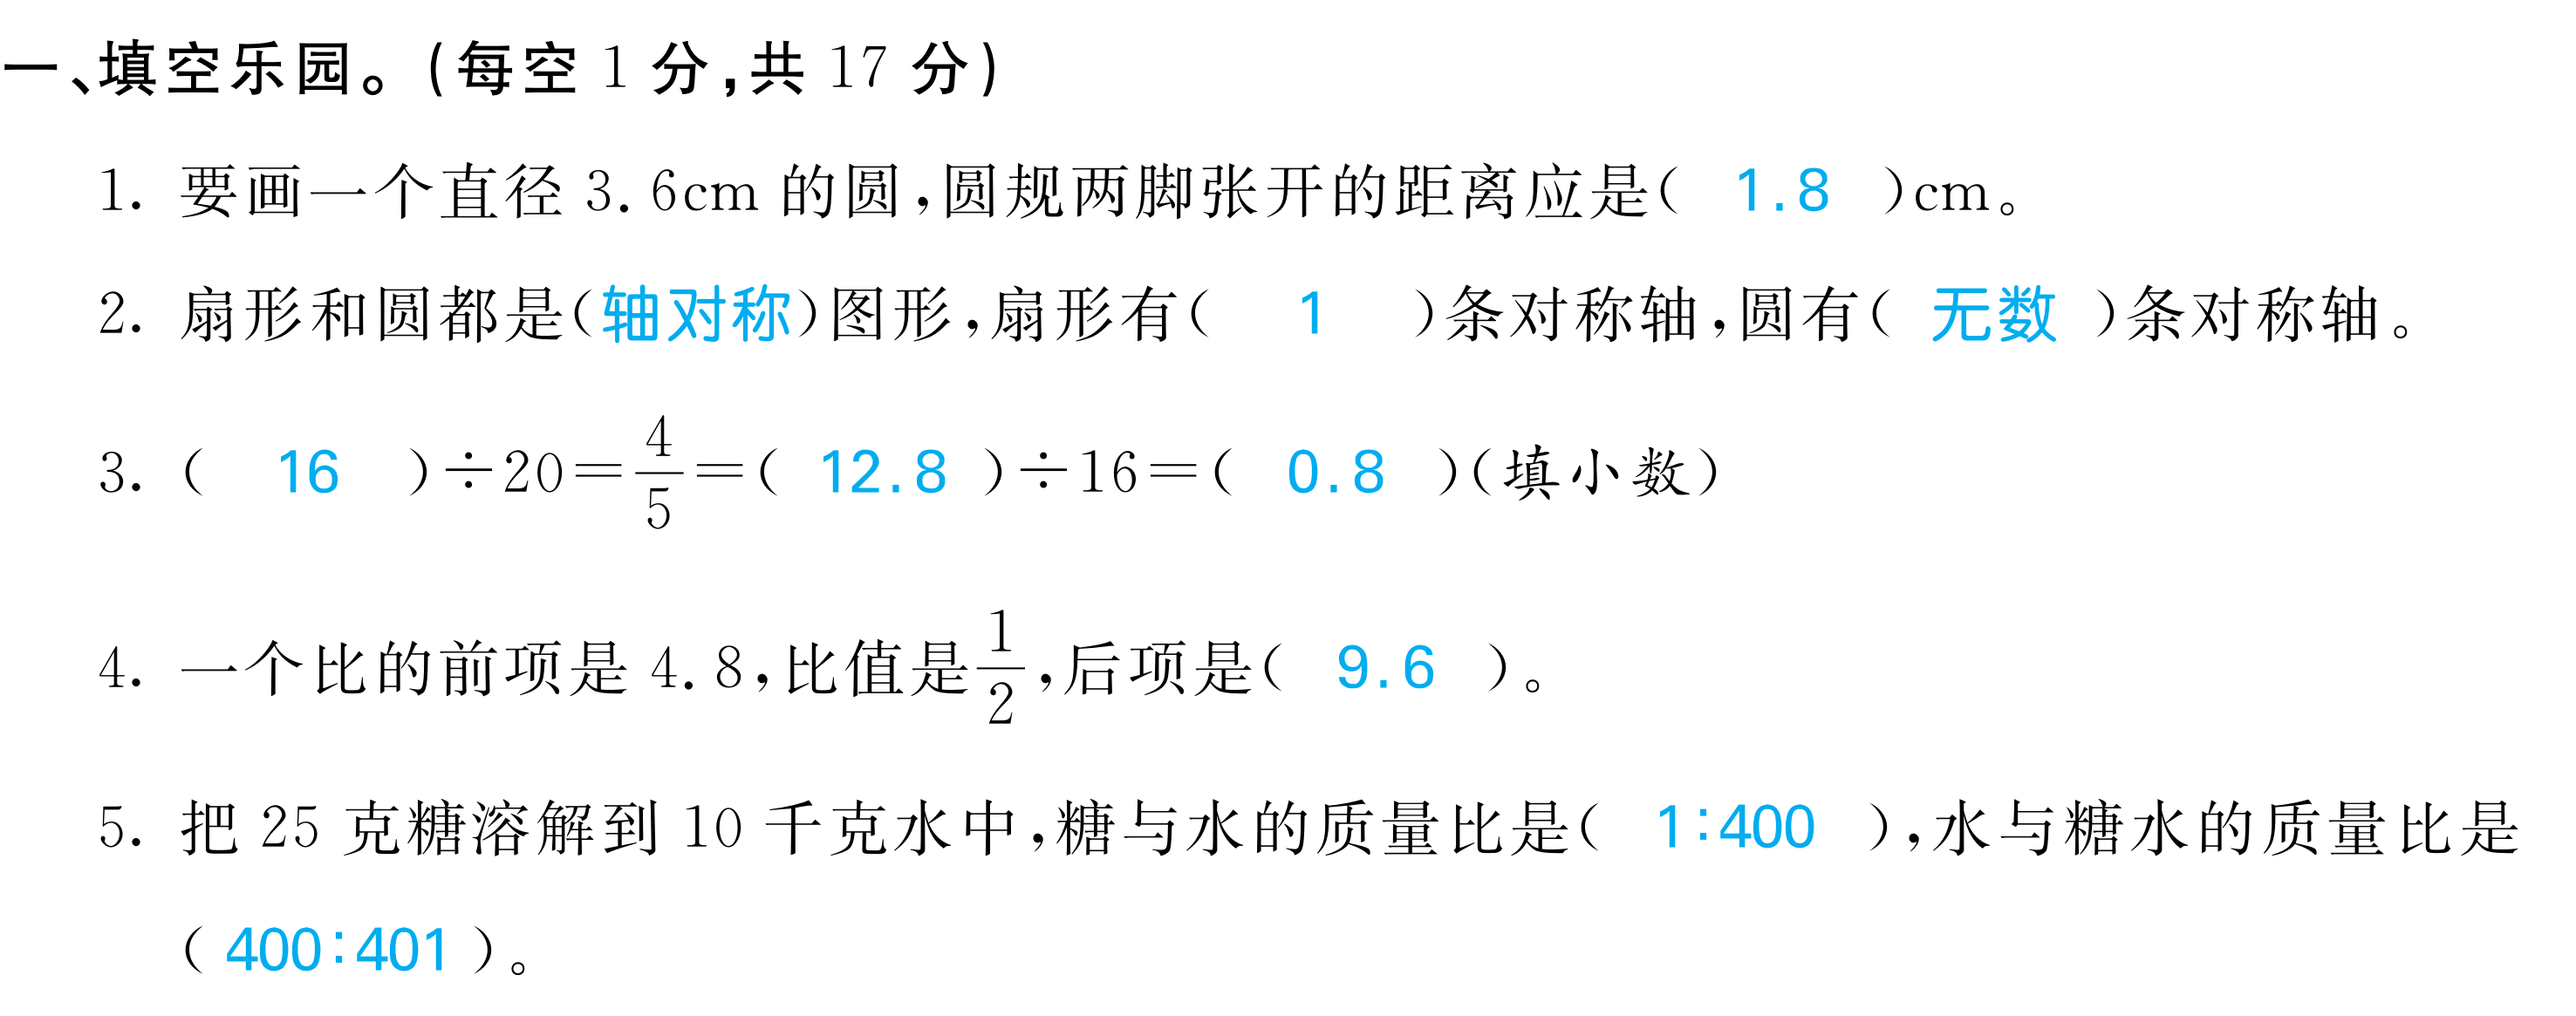 一、填空乐园。(每空 1 分,共 17 分)
1. 要画一个直径 3.6cm 的圆,圆规两脚张开的距离应是( 1.8 )cm。
2. 扇形和圆都是(轴对称)图形,扇形有( 1 )条对称轴,圆有( 无数 )条对称轴。
3. ( 16 )÷20=4/5=( 12.8 )÷16=( 0.8 )(填小数)
4. 一个比的前项是 4.8,比值是1/2,后项是( 9.6 )。
5. 把 25 克糖溶解到 10 千克水中,糖与水的质量比是( 1∶400 ),水与糖水的质量比是
( 400∶401 )。